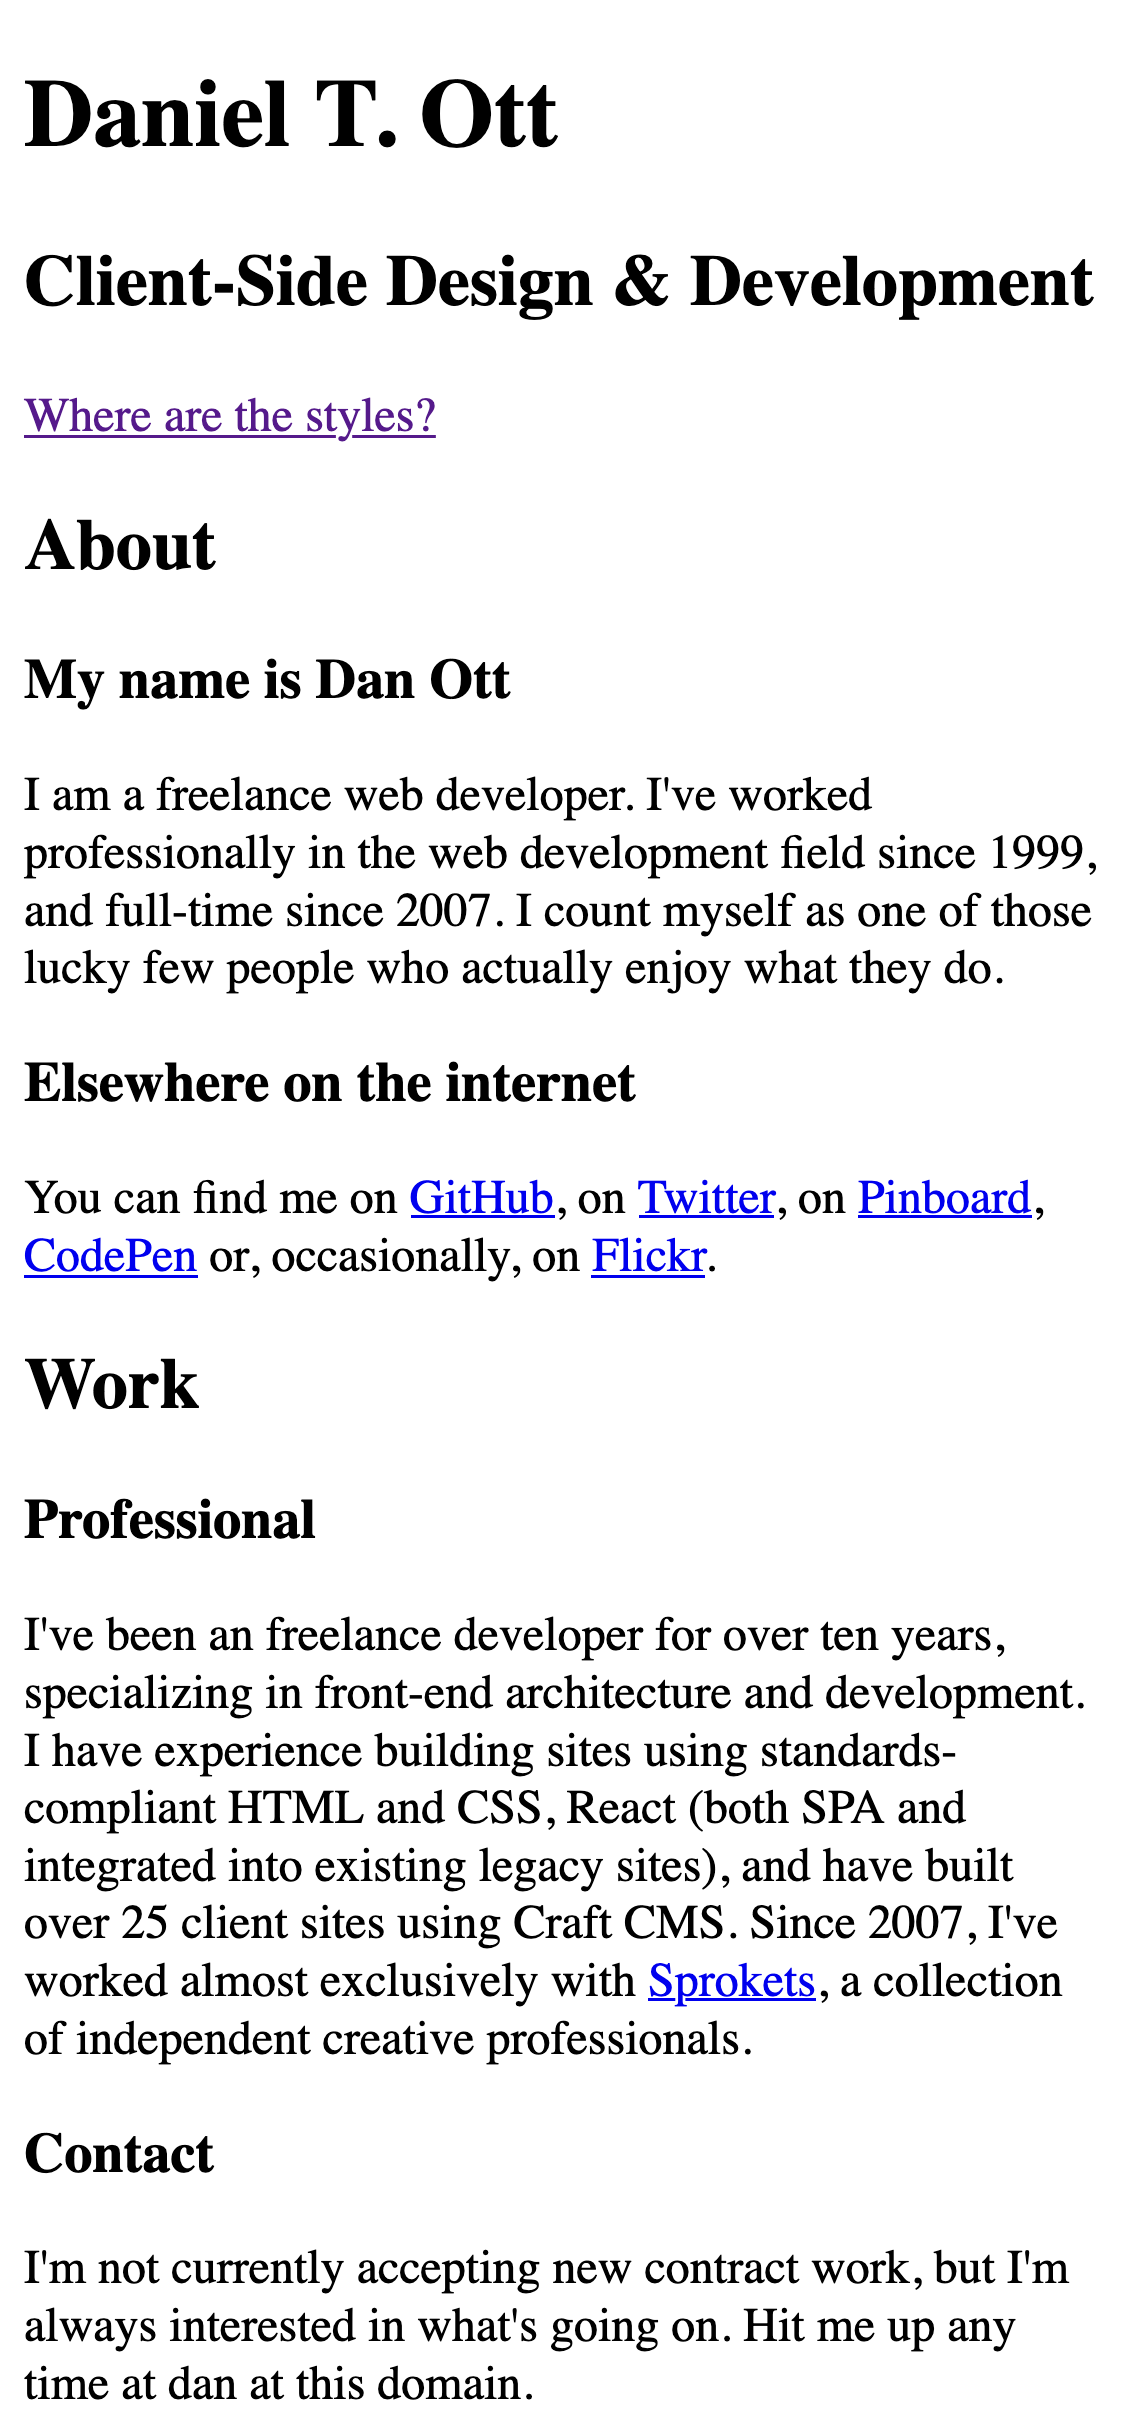 Daniel T. Ott
Client-Side Design & Development
Where are the styles?
About
My name is Dan Ott
I am a freelance web developer. I've worked
professionally in the web development field since 1999,
and full-time since 2007. I count myself as one of those
lucky few people who actually enjoy what they do.
Elsewhere on the internet
You can find me on GitHub, on Twitter, on Pinboard,
CodePen or, occasionally, on Flickr.
Work
Professional
I've been an freelance developer for over ten years,
specializing in front-end architecture and development.
I have experience building sites using standards-
compliant HTML and CSS, React (both SPA and
integrated into existing legacy sites), and have built
over 25 client sites using Craft CMS. Since 2007, I've
worked almost exclusively with Sprokets, a collection
of independent creative professionals.
Contact
I'm not currently accepting new contract work, but I'm
always interested in what's going on. Hit me up any
time at dan at this domain.